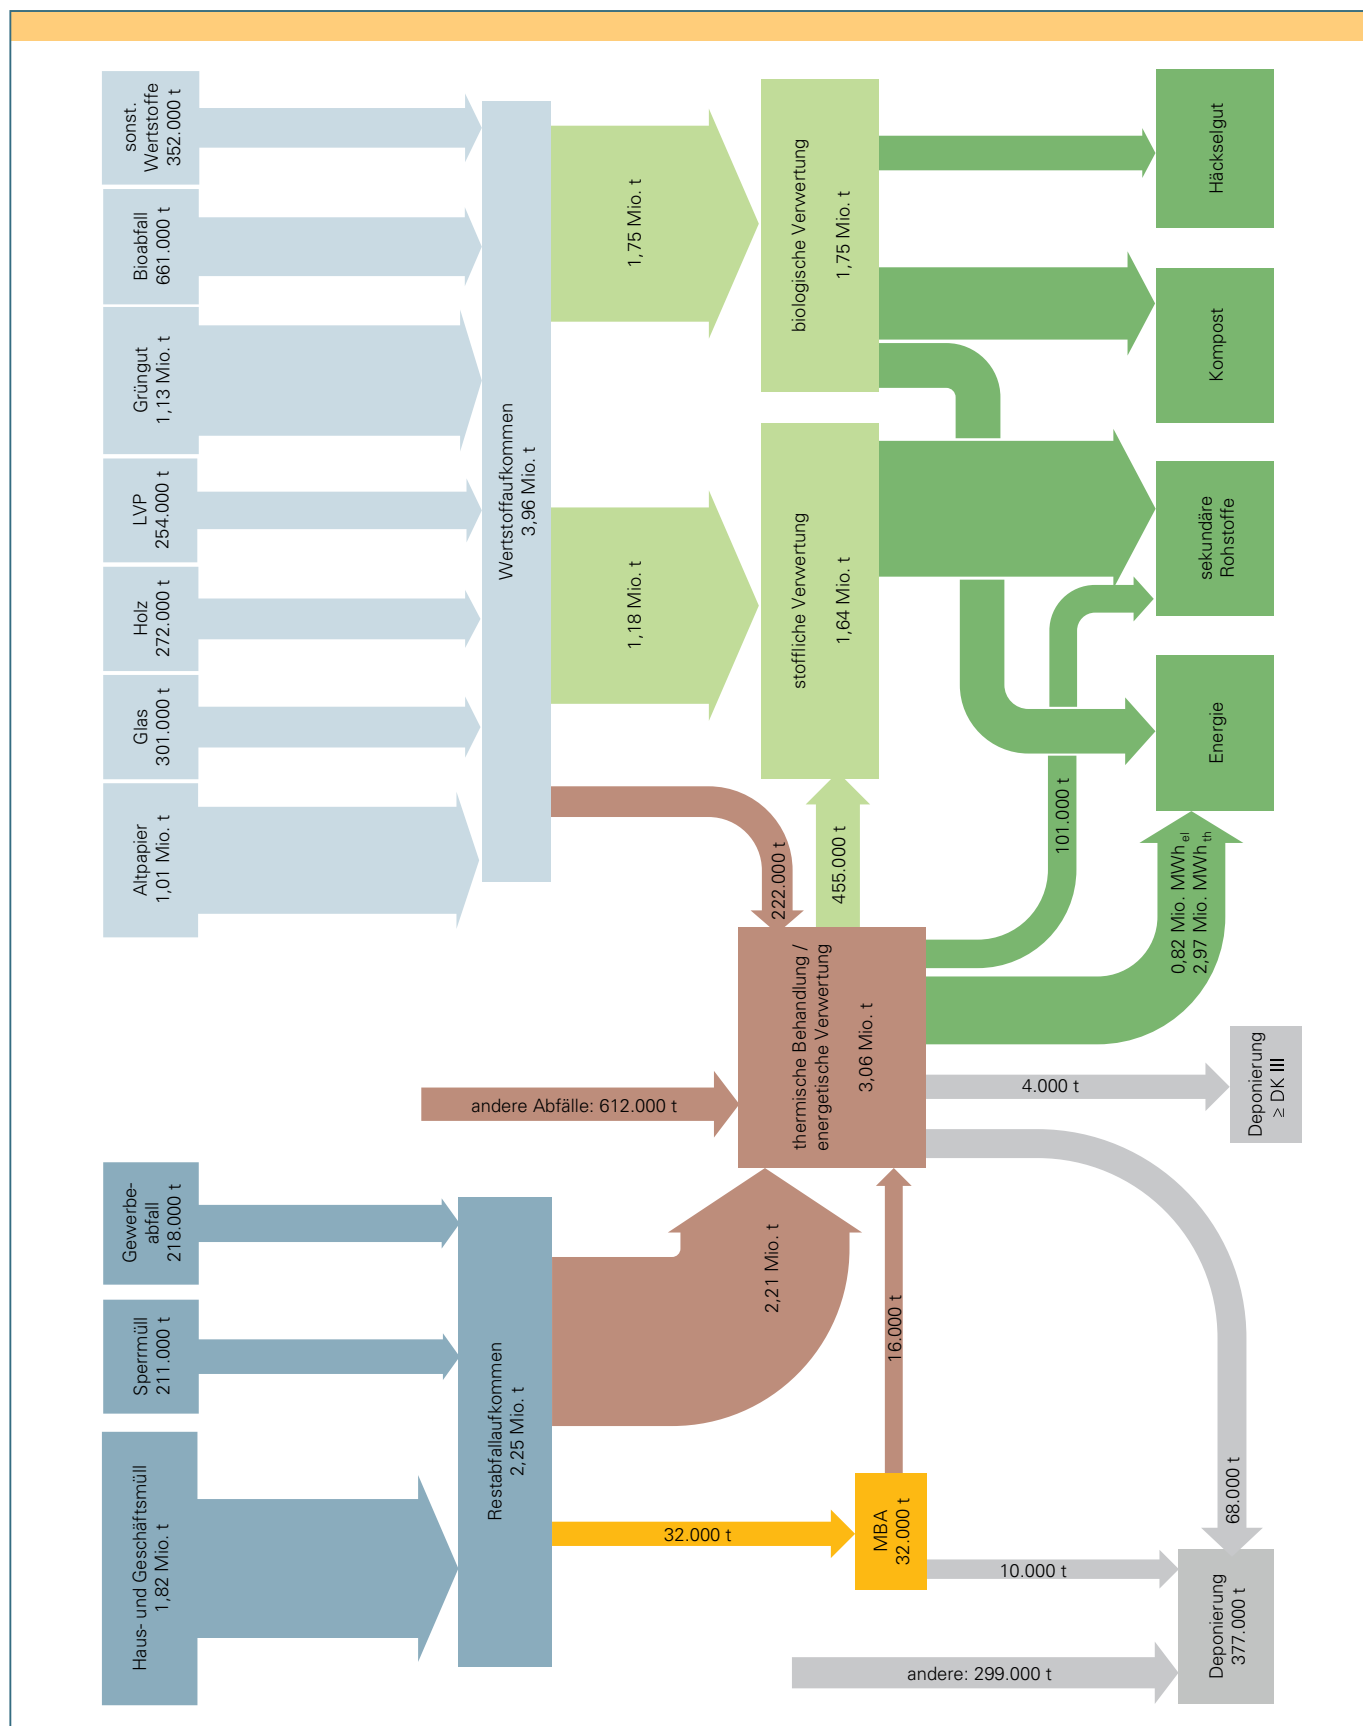 Haus- und Geschäftsmüll
1,82 Mio. t
Sperrmüll
211.000 t
Gewerbe-
abfall
218.000 t
Altpapier
1,01 Mio. t
Glas
301.000 t
Holz
272.000 t
LVP
254.000 t
Grüngut
1,13 Mio. t
Bioabfall
661.000 t
sonst.
Wertstoffe
352.000 t
Restabfallaufkommen
2,25 Mio. t
Wertstoffaufkommen
3,96 Mio. t
andere Abfälle: 612.000 t
32.000 t
2,21 Mio. t
222.000 t
1,18 Mio. t
1,75 Mio. t
MBA
32.000 t
16.000 t
thermische Behandlung /
energetische Verwertung
3,06 Mio. t
455.000 t
stoffliche Verwertung
1,64 Mio. t
biologische Verwertung
1,75 Mio. t
andere: 299.000 t
10.000 t
68.000 t
4.000 t
0,82 Mio. MWh el
2,97 Mio. MWh th
101.000 t
Deponierung
377.000 t
Deponierung
≥ DK III
Energie
sekundäre
Rohstoffe
Kompost
Häckselgut